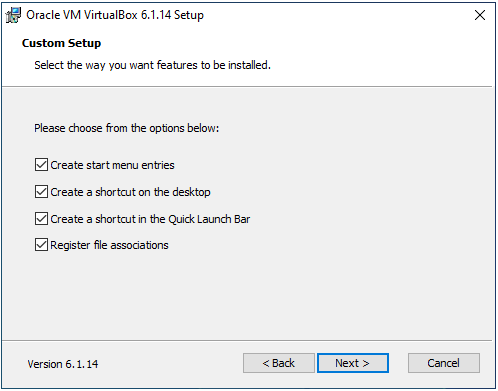 Oracle VM VirtualBox 6.1.14 Setup
Custom Setup
Select the way you want features to be installed.
Please choose from the options below:
Create start menu entries
Create a shortcut on the desktop
Create a shortcut in the Quick Launch Bar
Register file associations
Version 6.1.14
< Back
Next >
Cancel